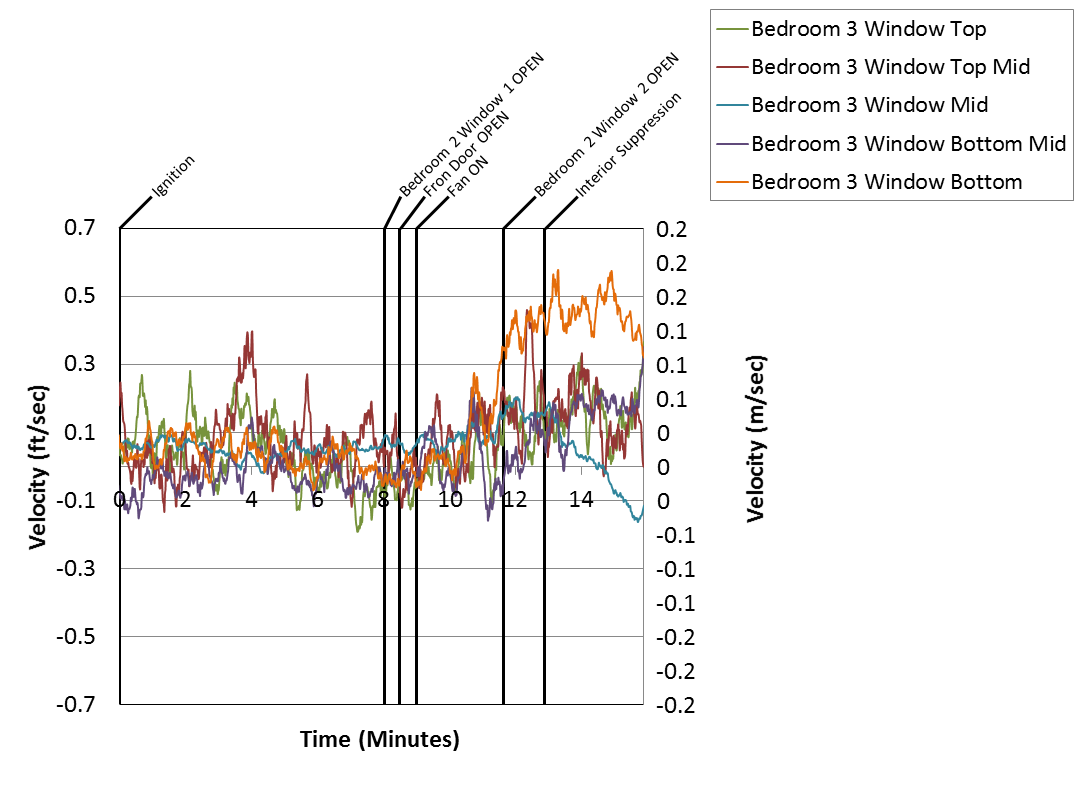 Bedroom 3 Window Top
Bedroom 3 Window Top Mid
Bedroom 3 Window Mid
Bedroom 3 Window Bottom Mid
Bedroom 3 Window Bottom
Ignition
Bedroom 2 Window 1 OPEN
Fron Door OPEN
Fan ON
Bedroom 2 Window 2 OPEN
Interior Suppression
Velocity (ft/sec)
0.7
0.5
0.3
0.1
-0.1
-0.3
-0.5
-0.7
0 2 4 6 8 10 12 14
Time (Minutes)
0.2
0.2
0.2
0.1
0.1
0.1
0
0
0
-0.1
-0.1
-0.1
-0.2
-0.2
-0.2
Velocity (m/sec)